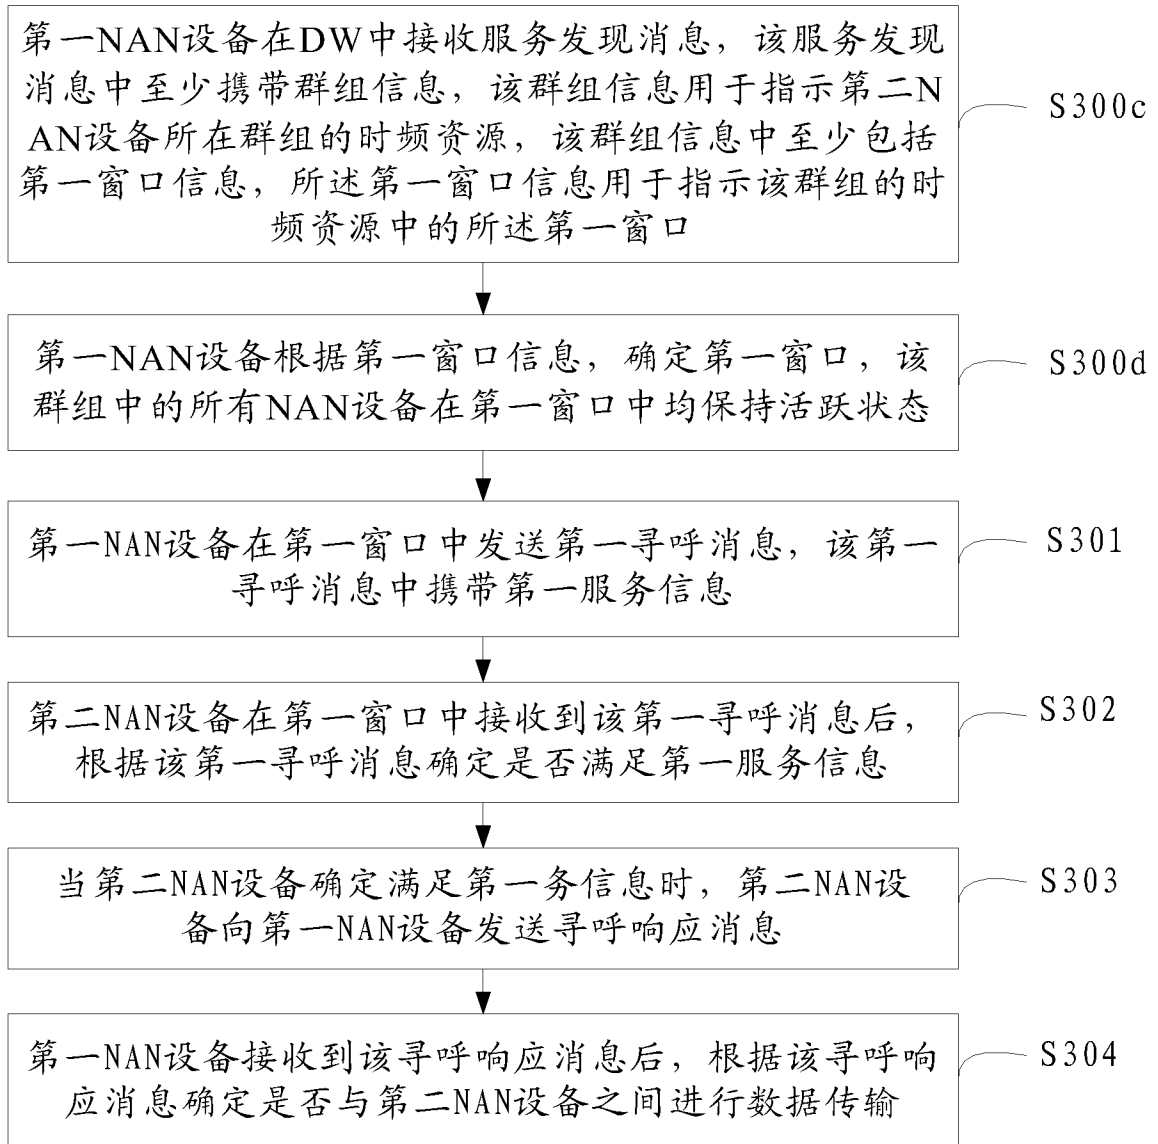 第一NAN设备在DW中接收服务发现消息，该服务发现
消息中至少携带群组信息，该群组信息用于指示第二N
AN设备所在群组的时频资源，该群组信息中至少包括
第一窗口信息，所述第一窗口信息用于指示该群组的时
频资源中的所述第一窗口
S300c
第一NAN设备根据第一窗口信息，确定第一窗口，该
群组中的所有NAN设备在第一窗口中均保持活跃状态
S300d
第一NAN设备在第一窗口中发送第一寻呼消息，该第一
寻呼消息中携带第一服务信息
S301
第二NAN设备在第一窗口中接收到该第一寻呼消息后，
根据该第一寻呼消息确定是否满足第一服务信息
S302
当第二NAN设备确定满足第一务信息时，第二NAN设
备向第一NAN设备发送寻呼响应消息
S303
第一NAN设备接收到该寻呼响应消息后，根据该寻呼响
应消息确定是否与第二NAN设备之间进行数据传输
S304